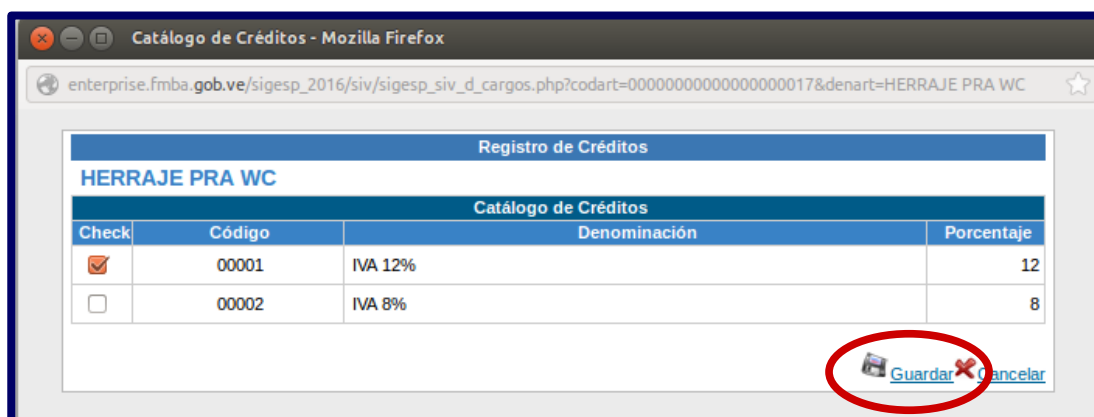 Catálogo de Créditos - Mozilla Firefox
enterprise.fmba.gob.ve/sigesp_2016/siv/sigesp_siv_d_cargos.php?codart=00000000000000000017&denart=HERRAJE PRA WC
Registro de Créditos
HERRAJE PRA WC
Catálogo de Créditos
Check Código Denominación Porcentaje
00001 IVA 12% 12
00002 IVA 8% 8
Guardar Cancelar